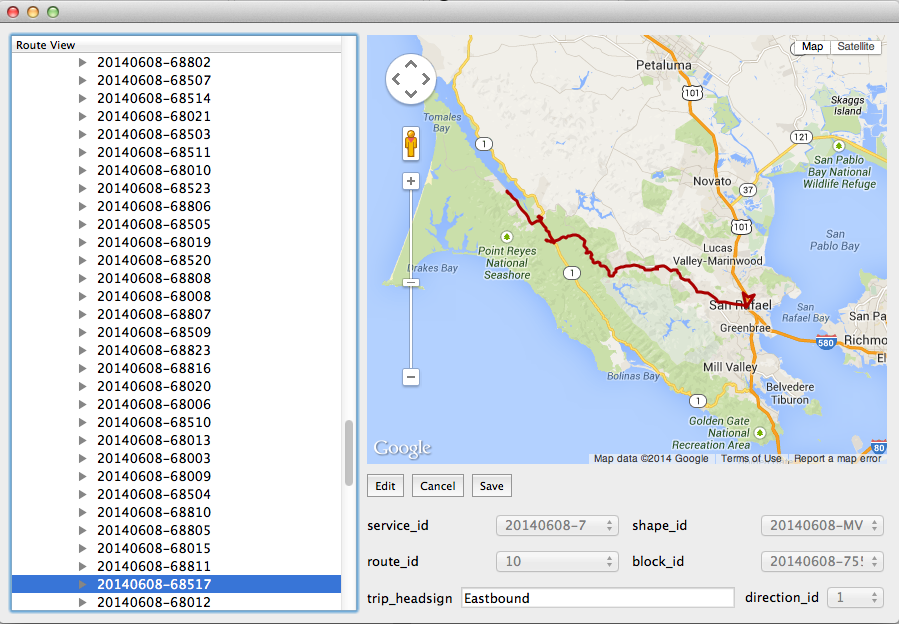 Route View
20140608-68802
20140608-68507
20140608-68514
20140608-68021
20140608-68503
20140608-68511
20140608-68010
20140608-68523
20140608-68806
20140608-68505
20140608-68019
20140608-68520
20140608-68808
20140608-68008
20140608-68807
20140608-68509
20140608-68823
20140608-68816
20140608-68020
20140608-68006
20140608-68510
20140608-68013
20140608-68003
20140608-68009
20140608-68504
20140608-68810
20140608-68805
20140608-68015
20140608-68811
20140608-68517
20140608-68012
Map Satellite
Petaluma
101
Skaggs
Island
Tomales
Bay
1
121
San Pablo
Bay National
Wildlife Refuge
Novato
37
101
San
Pablo Bay
Point Reyes
National
Seashore
Lucas
Valley-Marinwood
Drakes Bay
1
San Rafael
San
Rafael Bay
San Pa
Greenbrae
580
Richmo
El
Mill Valley
Bolinas Bay
Belvedere
Tiburon
1
Golden Gate
National
Recreation Area
80
Google
Map data ©2014 Google
Terms of Use
Report a map error
+
−
Edit
Cancel
Save
service_id
20140608-7
shape_id
20140608-MV
route_id
10
block_id
20140608-755
trip_headsign
Eastbound
direction_id
1